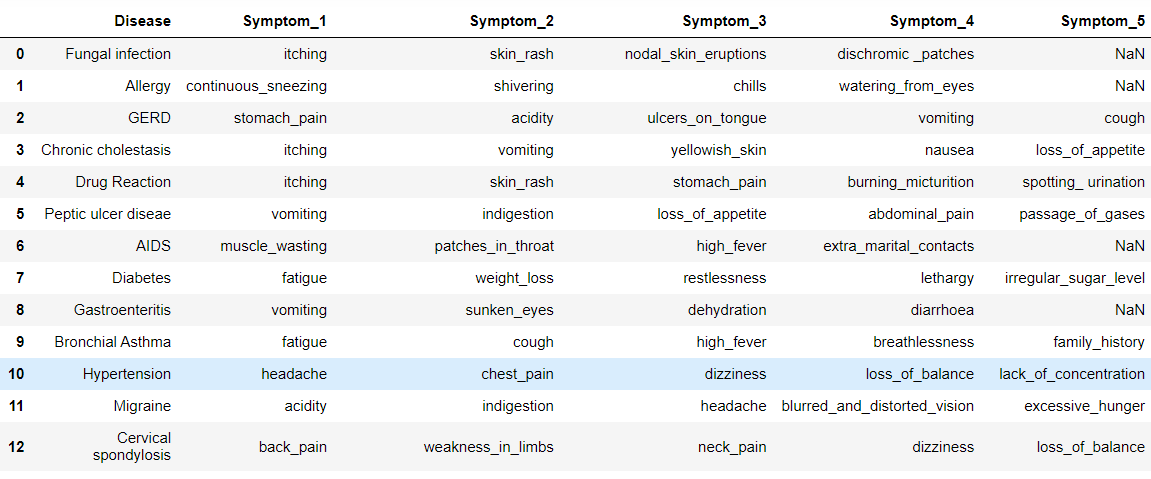 Disease Symptom_1 Symptom_2 Symptom_3 Symptom_4 Symptom_5
0 Fungal infection itching skin_rash nodal_skin_eruptions dischromic _patches NaN
1 Allergy continuous_sneezing shivering chills watering_from_eyes NaN
2 GERD stomach_pain acidity ulcers_on_tongue vomiting cough
3 Chronic cholestasis itching vomiting yellowish_skin nausea loss_of_appetite
4 Drug Reaction itching skin_rash stomach_pain burning_micturition spotting_ urination
5 Peptic ulcer diseae vomiting indigestion loss_of_appetite abdominal_pain passage_of_gases
6 AIDS muscle_wasting patches_in_throat high_fever extra_marital_contacts NaN
7 Diabetes fatigue weight_loss restlessness lethargy irregular_sugar_level
8 Gastroenteritis vomiting sunken_eyes dehydration diarrhoea NaN
9 Bronchial Asthma fatigue cough high_fever breathlessness family_history
10 Hypertension headache chest_pain dizziness loss_of_balance lack_of_concentration
11 Migraine acidity indigestion headache blurred_and_distorted_vision excessive_hunger
12 Cervical spondylosis back_pain weakness_in_limbs neck_pain dizziness loss_of_balance